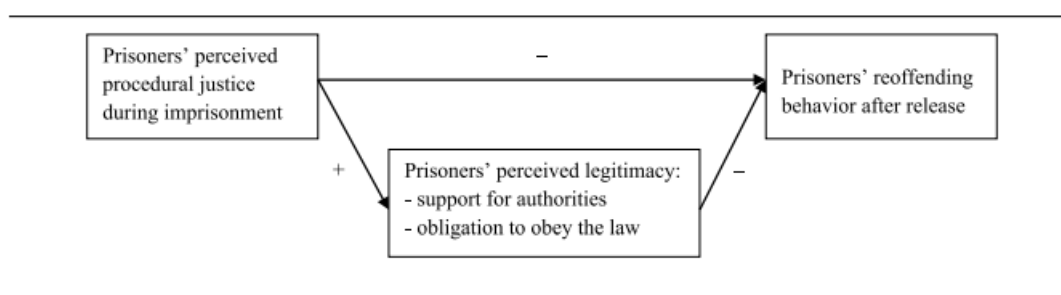 Prisoners’ perceived
procedural justice
during imprisonment
–
Prisoners’ reoffending
behavior after release
+
Prisoners’ perceived legitimacy:
- support for authorities
- obligation to obey the law
–